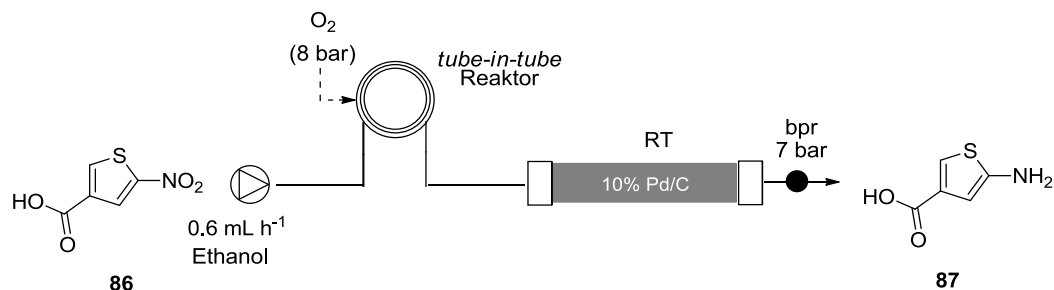 O₂
(8 bar)
tube-in-tube
Reaktor
S
NO₂
HO
O
86
0.6 mL h⁻¹
Ethanol
RT
10% Pd/C
bpr
7 bar
S
NH₂
HO
O
87